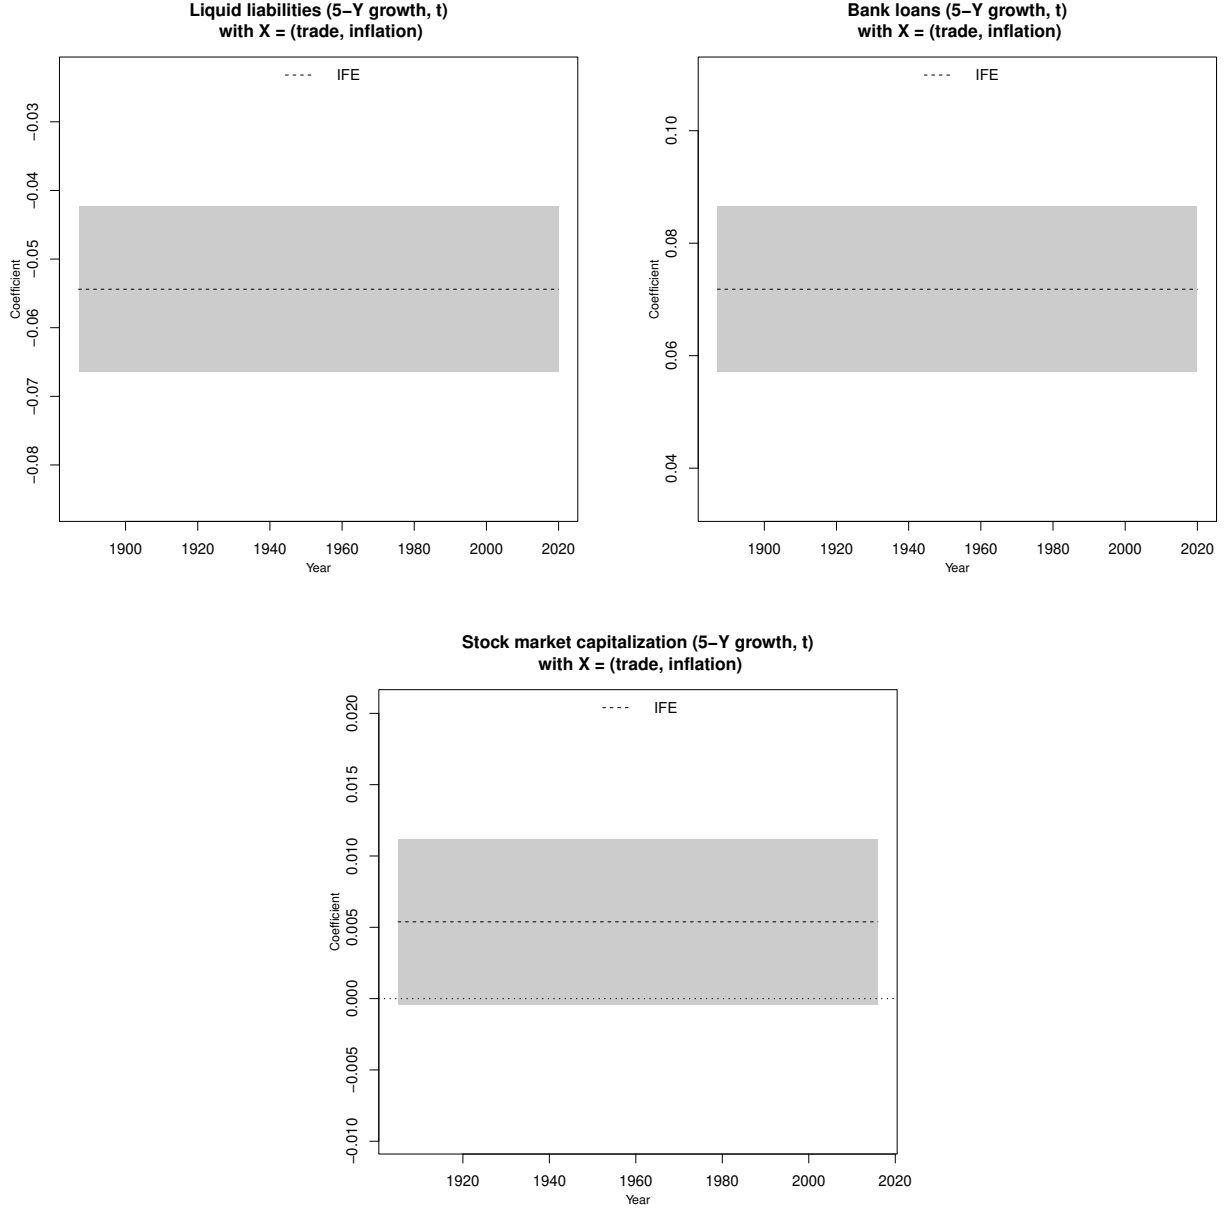 Liquid liabilities (5−Y growth, t)
with X = (trade, inflation)
IFE
−0.03
−0.04
−0.05
−0.06
−0.07
−0.08
Coefficient
1900 1920 1940 1960 1980 2000 2020
Year
Bank loans (5−Y growth, t)
with X = (trade, inflation)
IFE
0.10
0.08
0.06
0.04
Coefficient
1900 1920 1940 1960 1980 2000 2020
Year
Stock market capitalization (5−Y growth, t)
with X = (trade, inflation)
IFE
0.020
0.015
0.010
0.005
0.000
−0.005
−0.010
Coefficient
1920 1940 1960 1980 2000 2020
Year